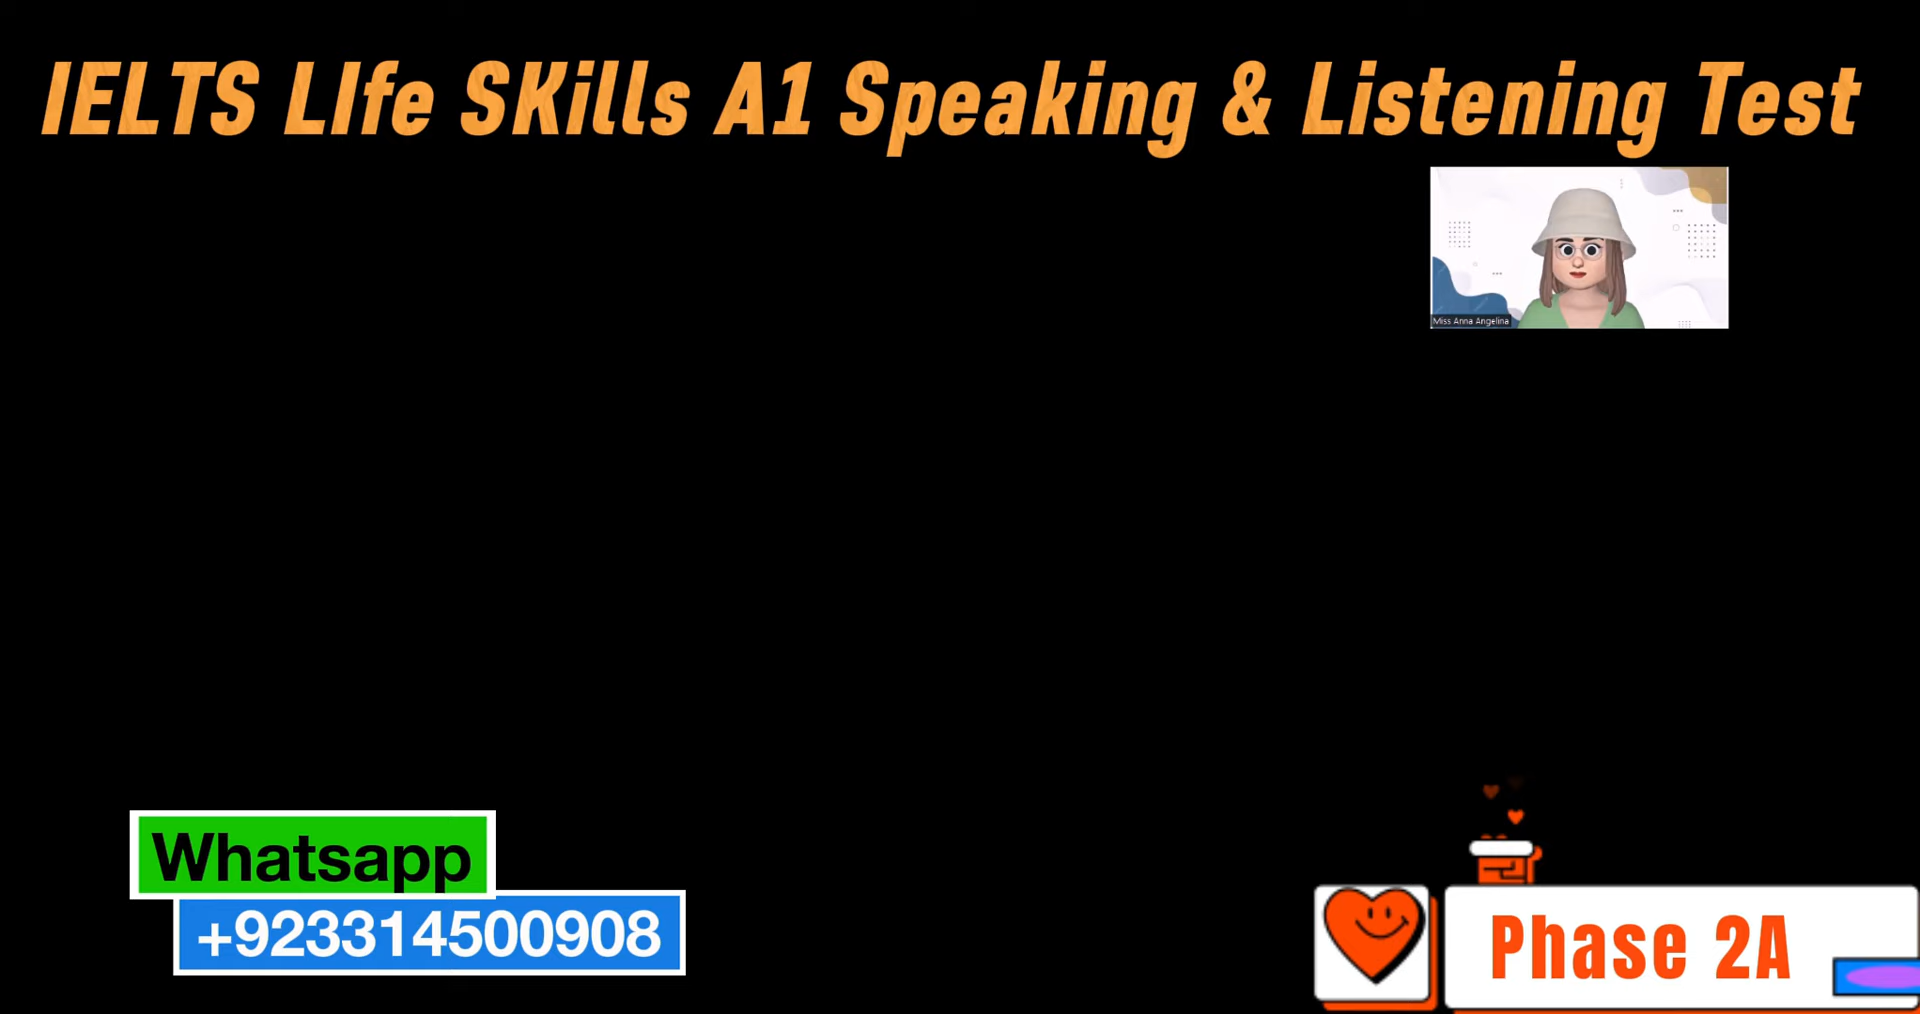 IELTS LIfe SKills A1 Speaking & Listening Test
Miss Anna Angelina
Whatsapp
+923314500908
Phase 2A